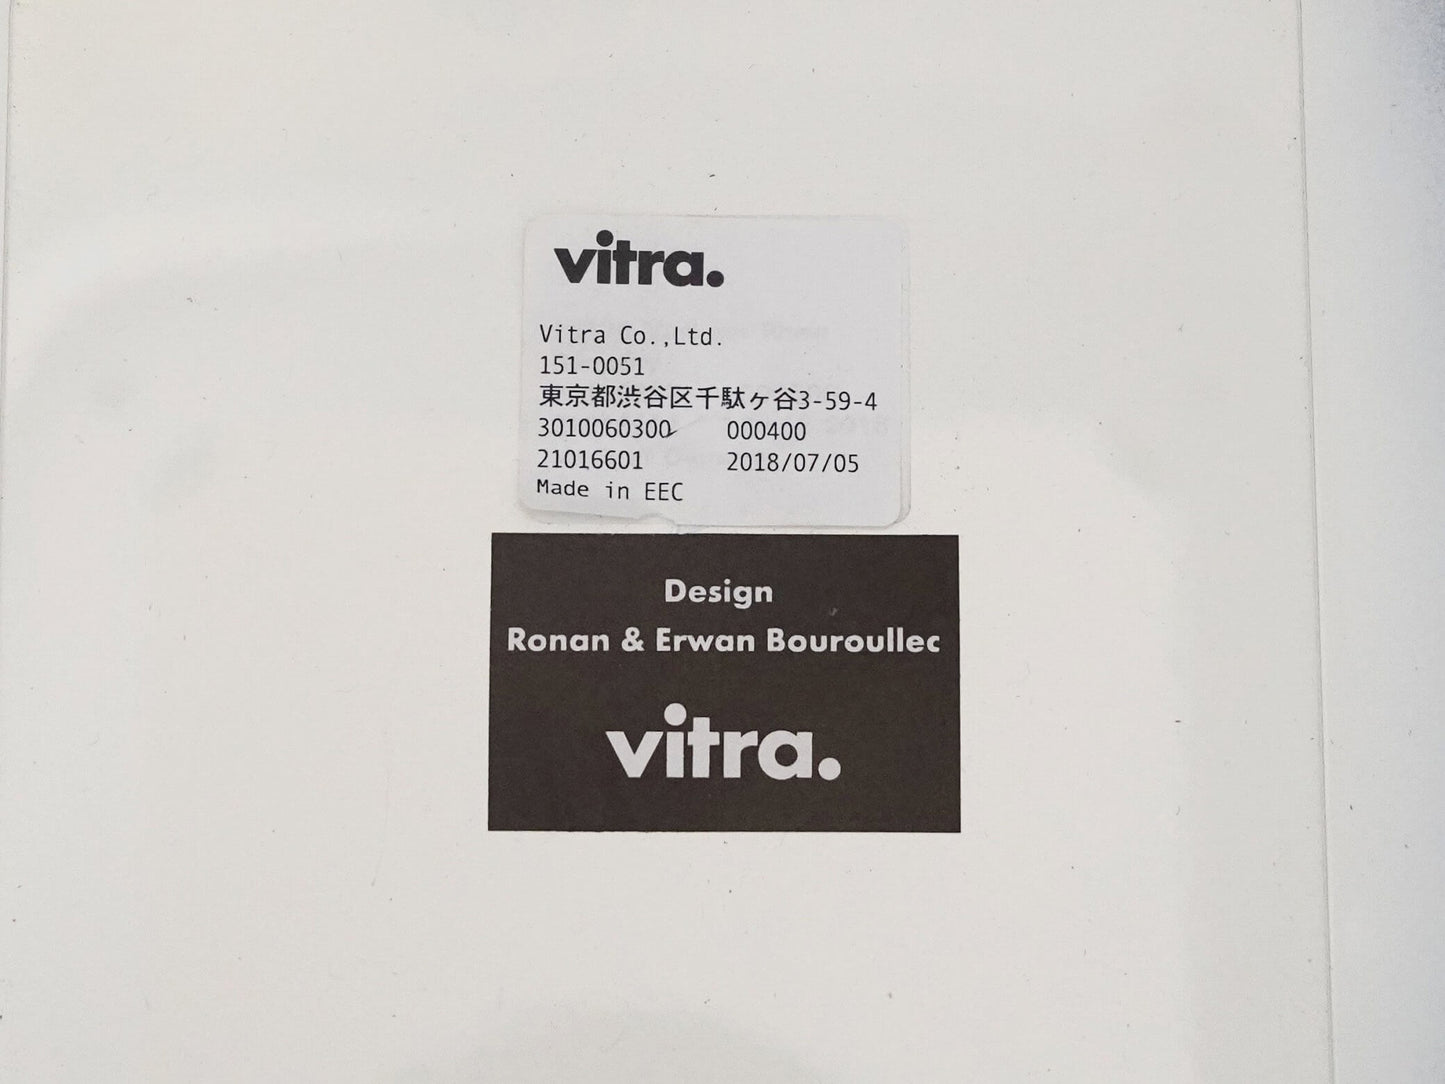 vitra.
Vitra Co.,Ltd.
151-0051
東京都渋谷区千駄ヶ谷3-59-4
3010060300 000400
21016601 2018/07/05
Made in EEC
Design
Ronan & Erwan Bouroullec
vitra.